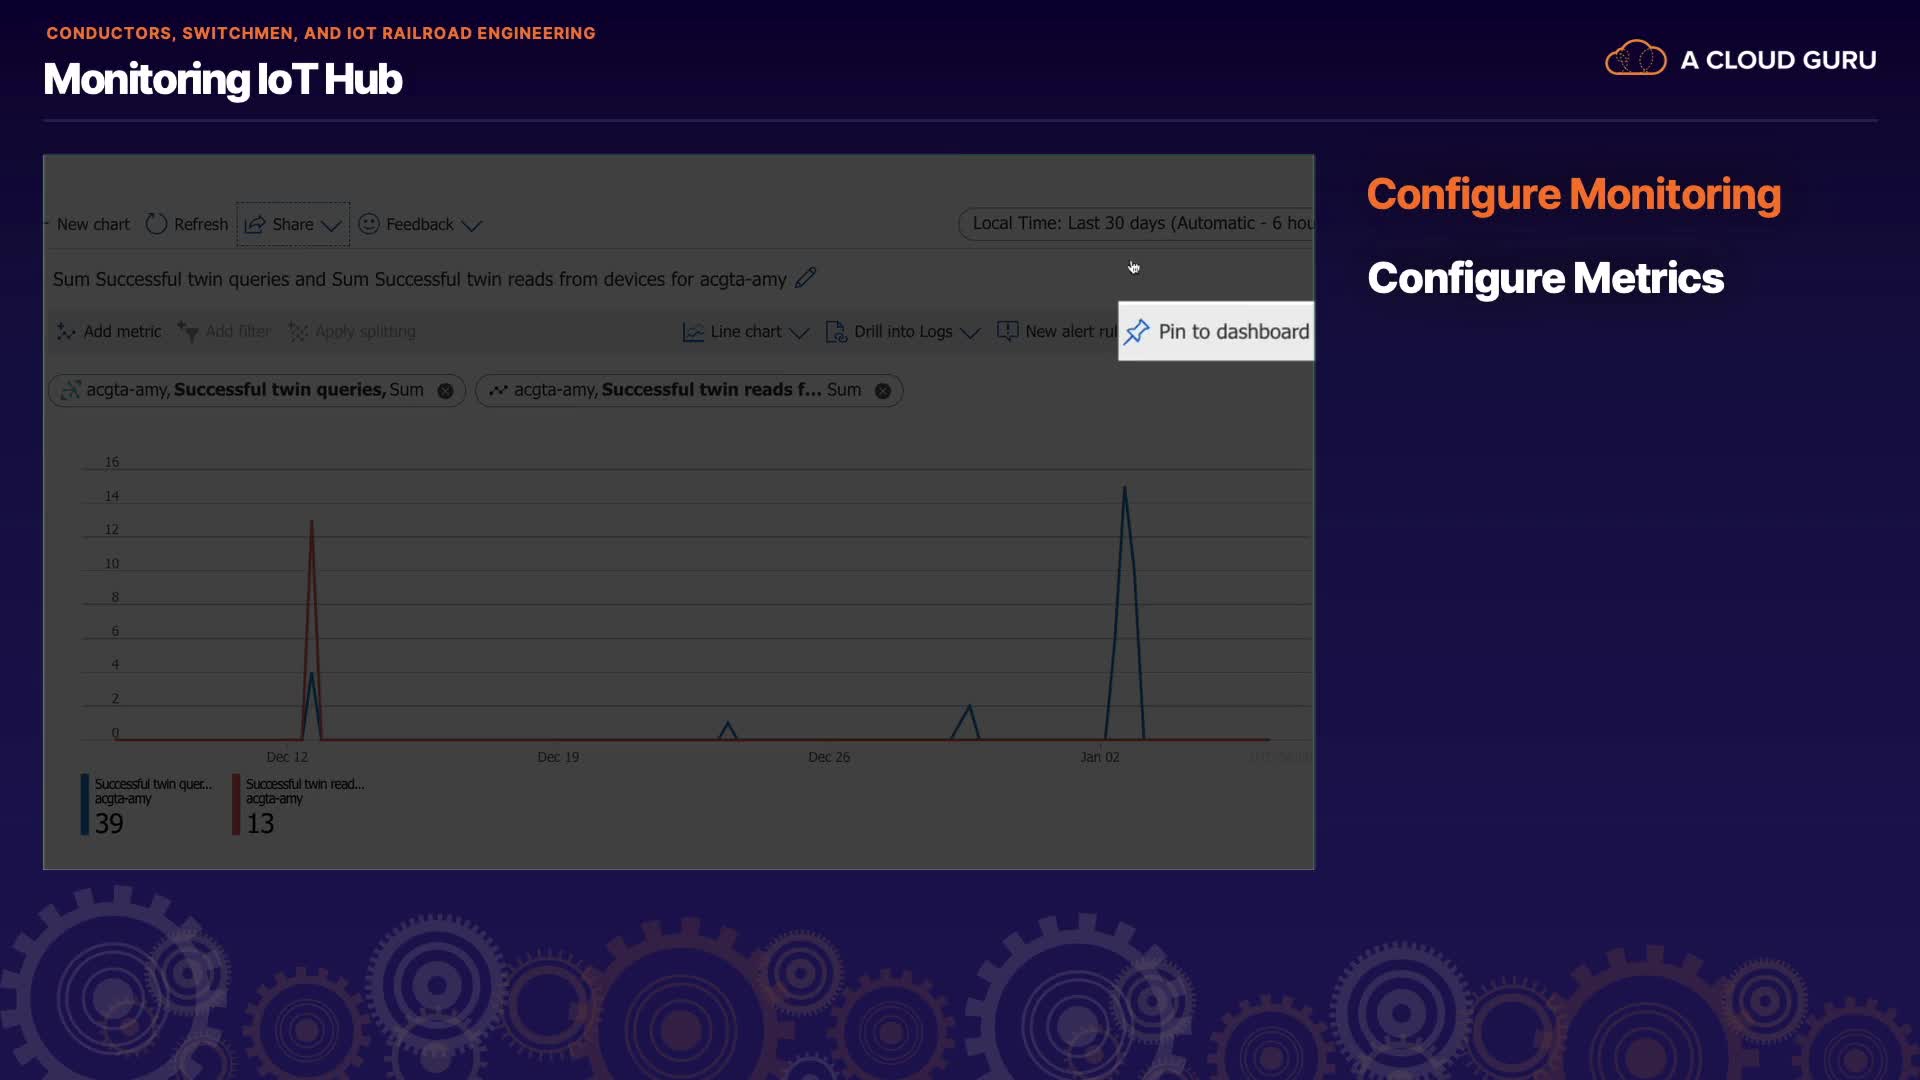 CONDUCTORS, SWITCHMEN, AND IOT RAILROAD ENGINEERING
Monitoring IoT Hub
A CLOUD GURU
New chart Refresh Share Feedback Local Time: Last 30 days (Automatic - 6 hou
Sum Successful twin queries and Sum Successful twin reads from devices for acgta-amy
Add metric Add filter Apply splitting Line chart Drill into Logs New alert rul Pin to dashboard
acgta-amy, Successful twin queries, Sum acgta-amy, Successful twin reads f... Sum
16
14
12
10
8
6
4
2
0
Dec 12 Dec 19 Dec 26 Jan 02
Successful twin quer...
acgta-amy
39
Successful twin read...
acgta-amy
13
Configure Monitoring
Configure Metrics